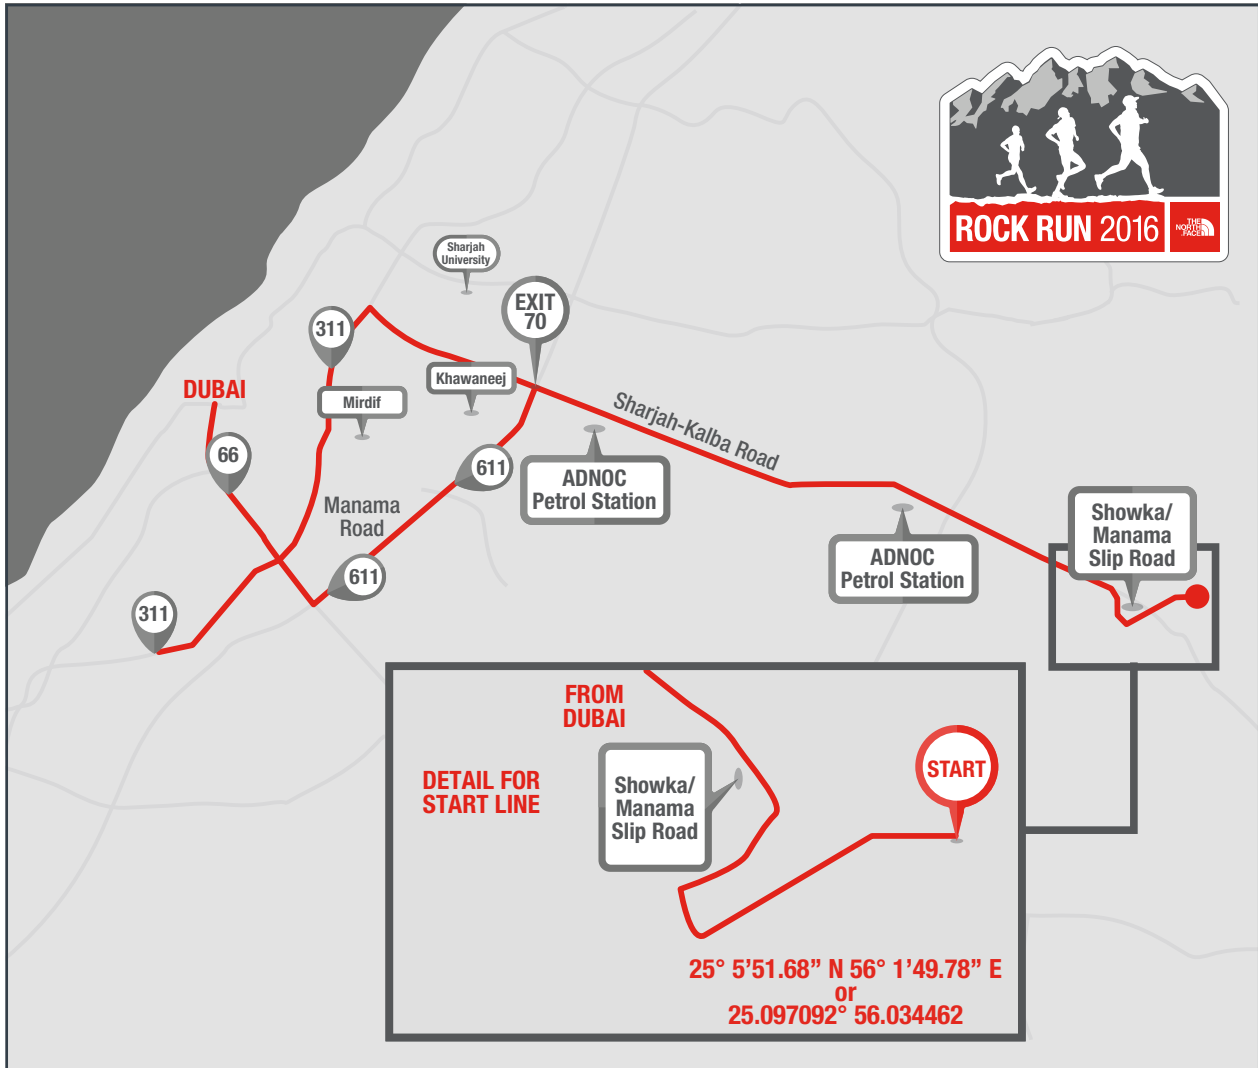 THE
NORTH
FACE
ROCK RUN 2016
Sharjah
University
EXIT
70
311
Khawaneej
DUBAI
Mirdif
Sharjah-Kalba Road
66
611
ADNOC
Petrol Station
Manama
Road
Showka/
Manama
Slip Road
ADNOC
Petrol Station
611
311
FROM
DUBAI
DETAIL FOR
START LINE
Showka/
Manama
Slip Road
START
25° 5’51.68” N 56° 1’49.78” E
or
25.097092° 56.034462